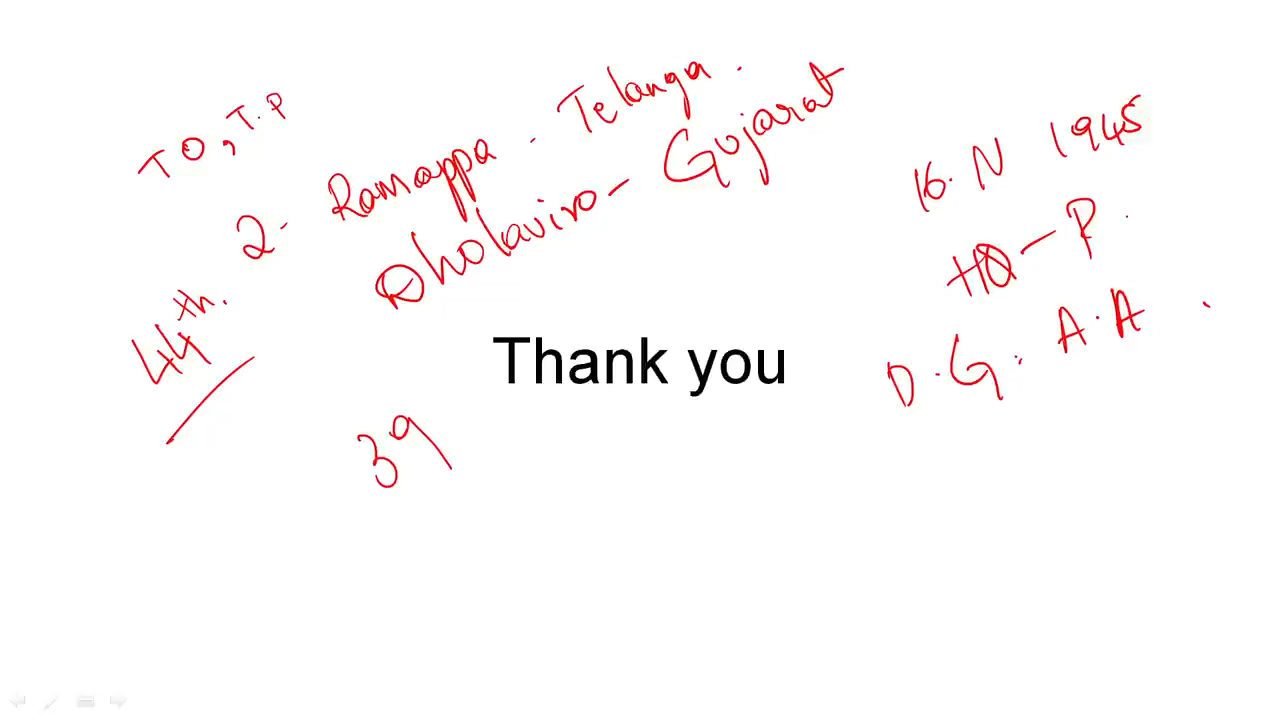 TO, T.P
2- Ramappa - Telanga.
Dholaviro - Gujarat
44th.
39
16. N 1945
HQ - P.
D. G. A. A
Thank you